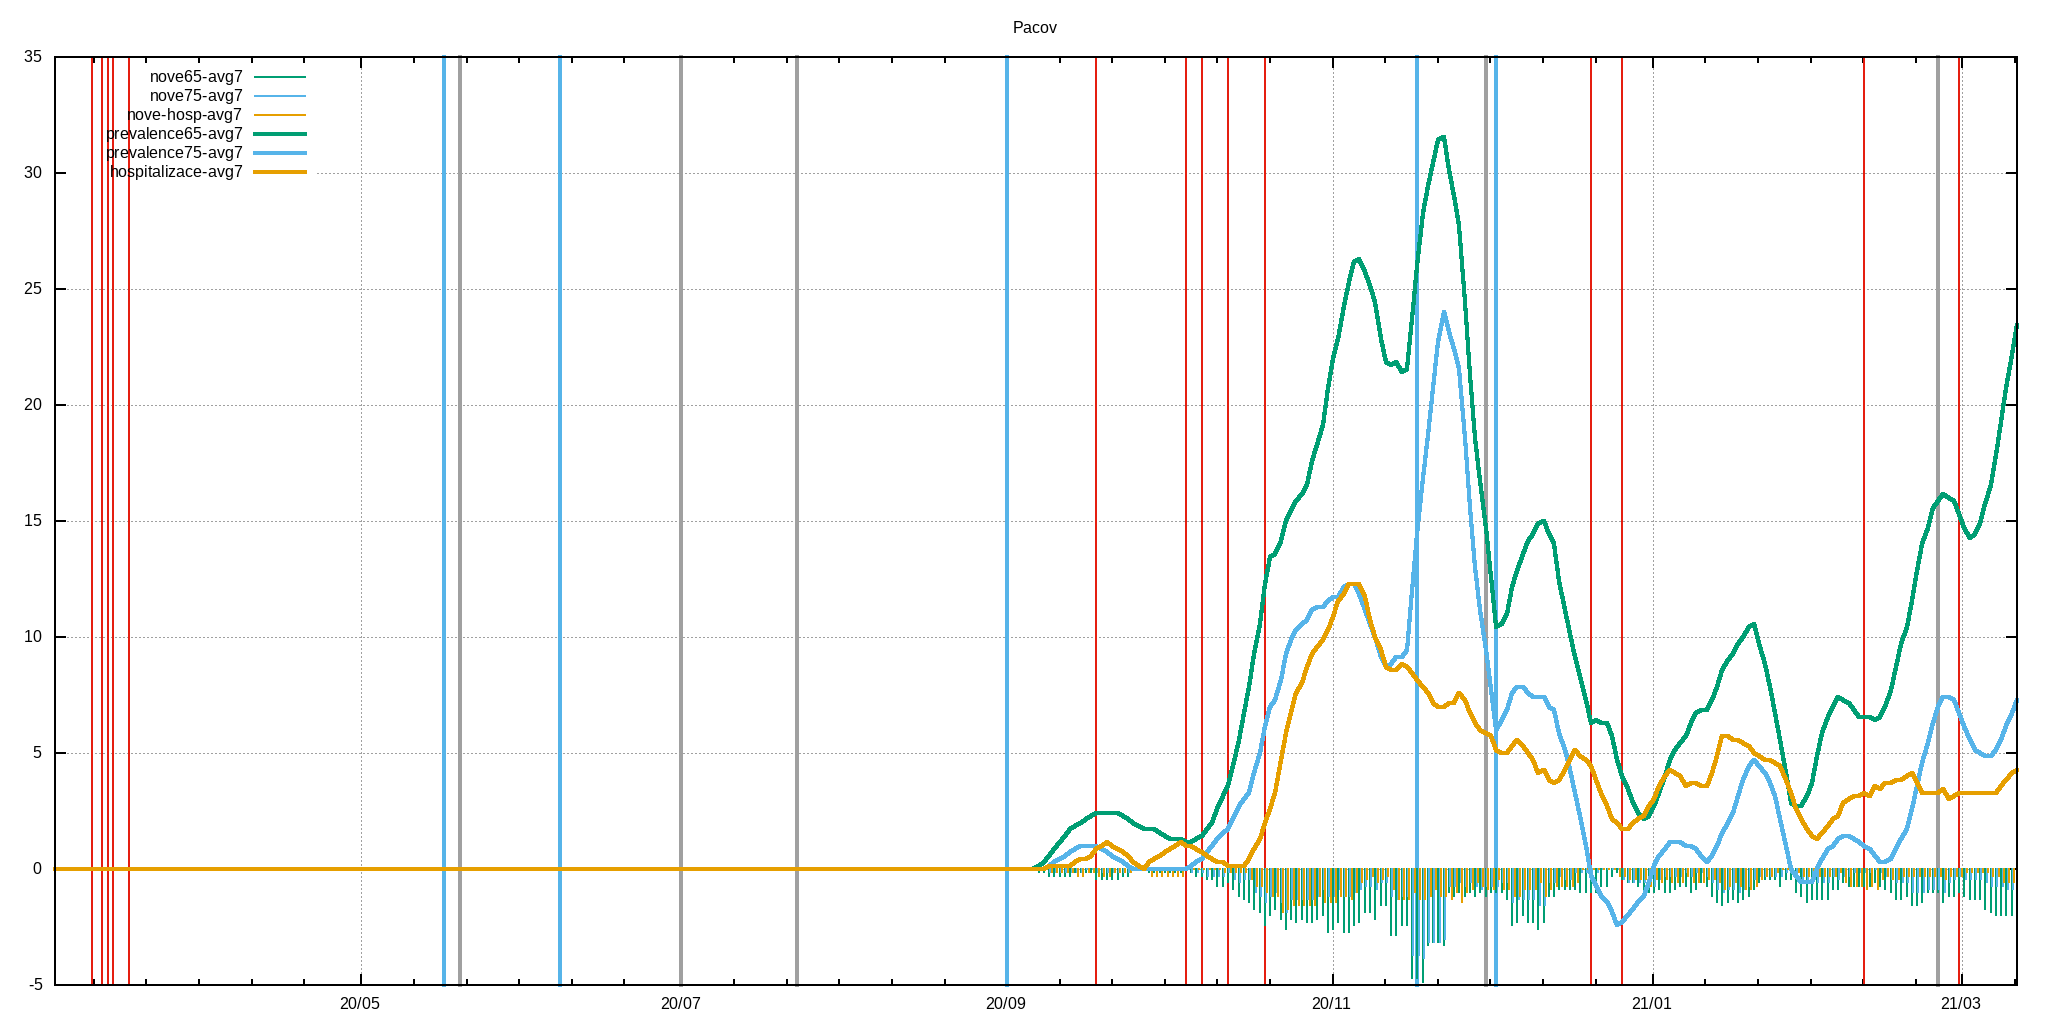 Pacov
35
30
25
20
15
10
5
0
-5
nove65-avg7
nove75-avg7
nove-hosp-avg7
prevalence65-avg7
prevalence75-avg7
hospitalizace-avg7
20/05 20/07 20/09 20/11 21/01 21/03